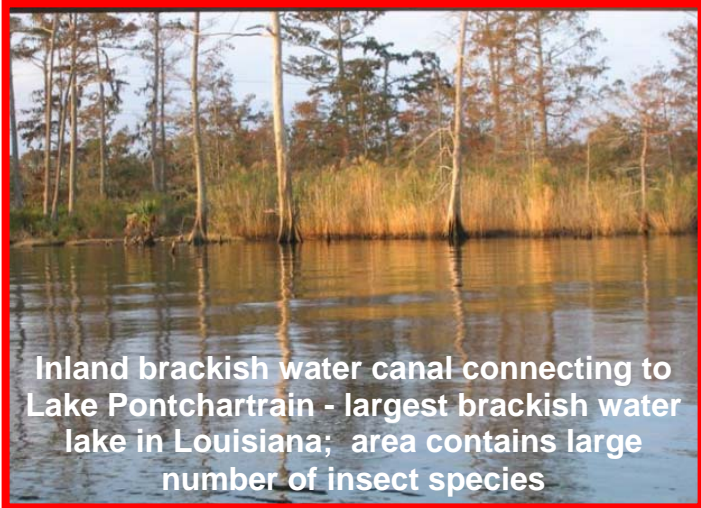 Inland brackish water canal connecting to
Lake Pontchartrain - largest brackish water
lake in Louisiana;  area contains large
number of insect species